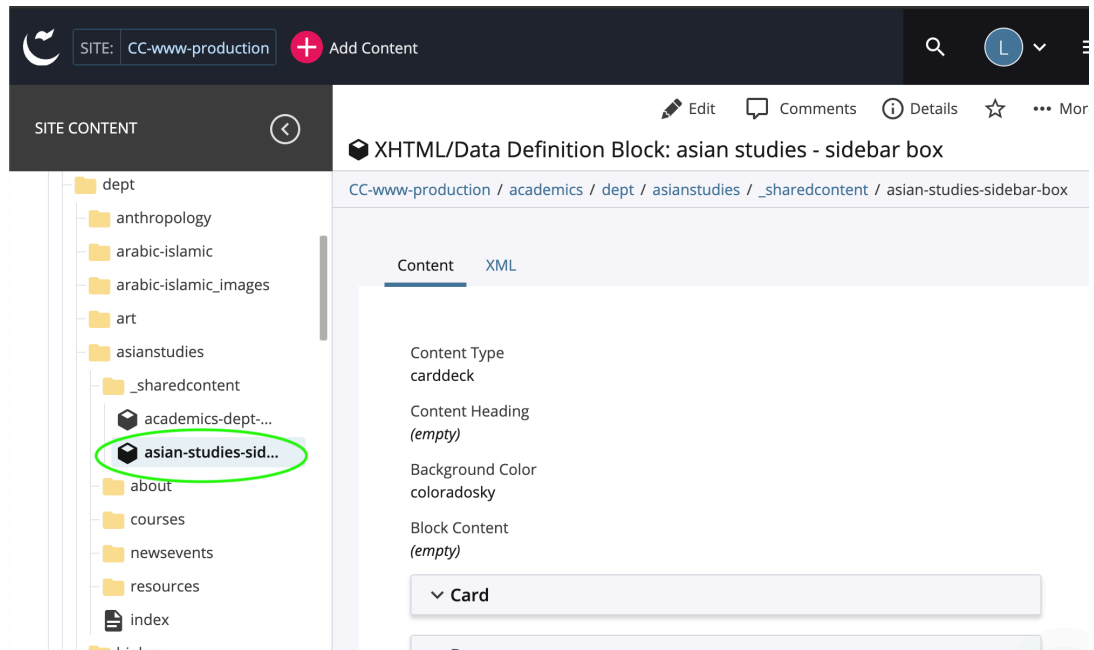 SITE: CC-www-production Add Content L
Edit Comments Details Mor
SITE CONTENT
XHTML/Data Definition Block: asian studies - sidebar box
CC-www-production / academics / dept / asianstudies / _sharedcontent / asian-studies-sidebar-box
dept
anthropology
arabic-islamic
arabic-islamic_images
art
asianstudies
_sharedcontent
academics-dept-...
asian-studies-sid...
about
courses
newsevents
resources
index
Content XML
Content Type
carddeck
Content Heading
(empty)
Background Color
coloradosky
Block Content
(empty)
Card